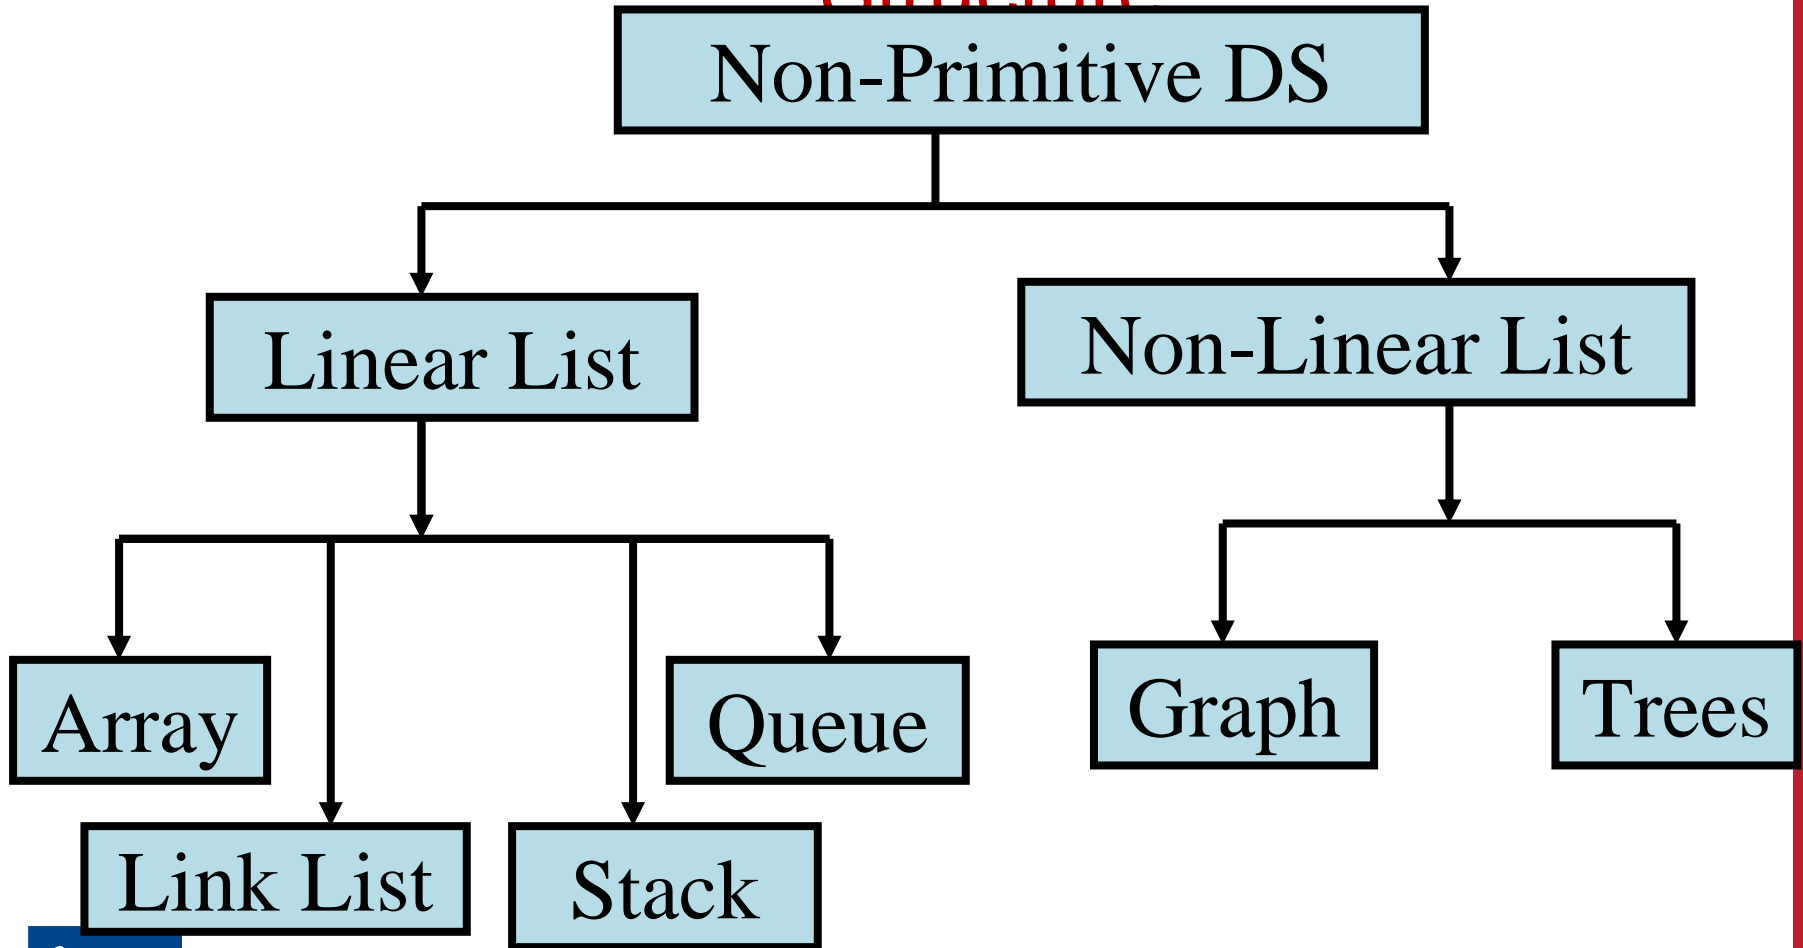 Non-Primitive DS
Linear List
Non-Linear List
Array
Queue
Graph
Trees
Link List
Stack